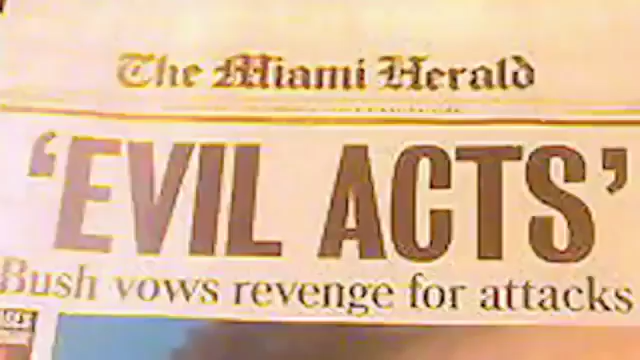 The Miami Herald
‘EVIL ACTS’
Bush vows revenge for attacks